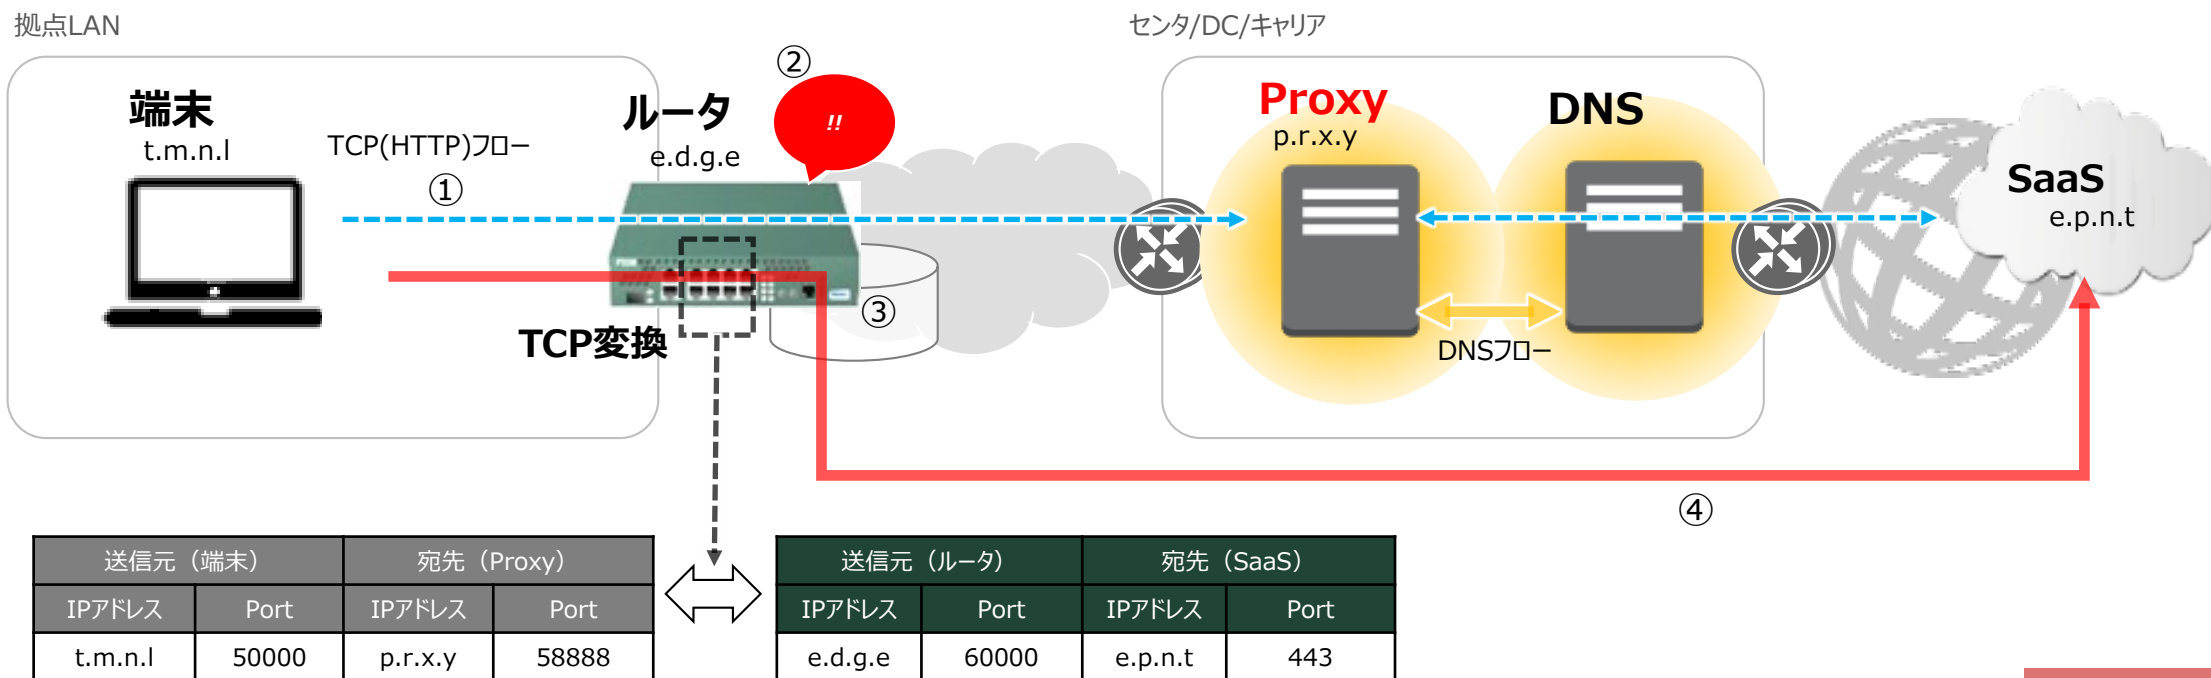 拠点LAN
センタ/DC/キャリア
端末
t.m.n.l
TCP(HTTP)フロー
①
ルータ
e.d.g.e
②
!!
TCP変換
③
Proxy
p.r.x.y
DNS
DNSフロー
SaaS
e.p.n.t
④
送信元（端末） 宛先（Proxy）
IPアドレス Port IPアドレス Port
t.m.n.l 50000 p.r.x.y 58888
送信元（ルータ） 宛先（SaaS）
IPアドレス Port IPアドレス Port
e.d.g.e 60000 e.p.n.t 443